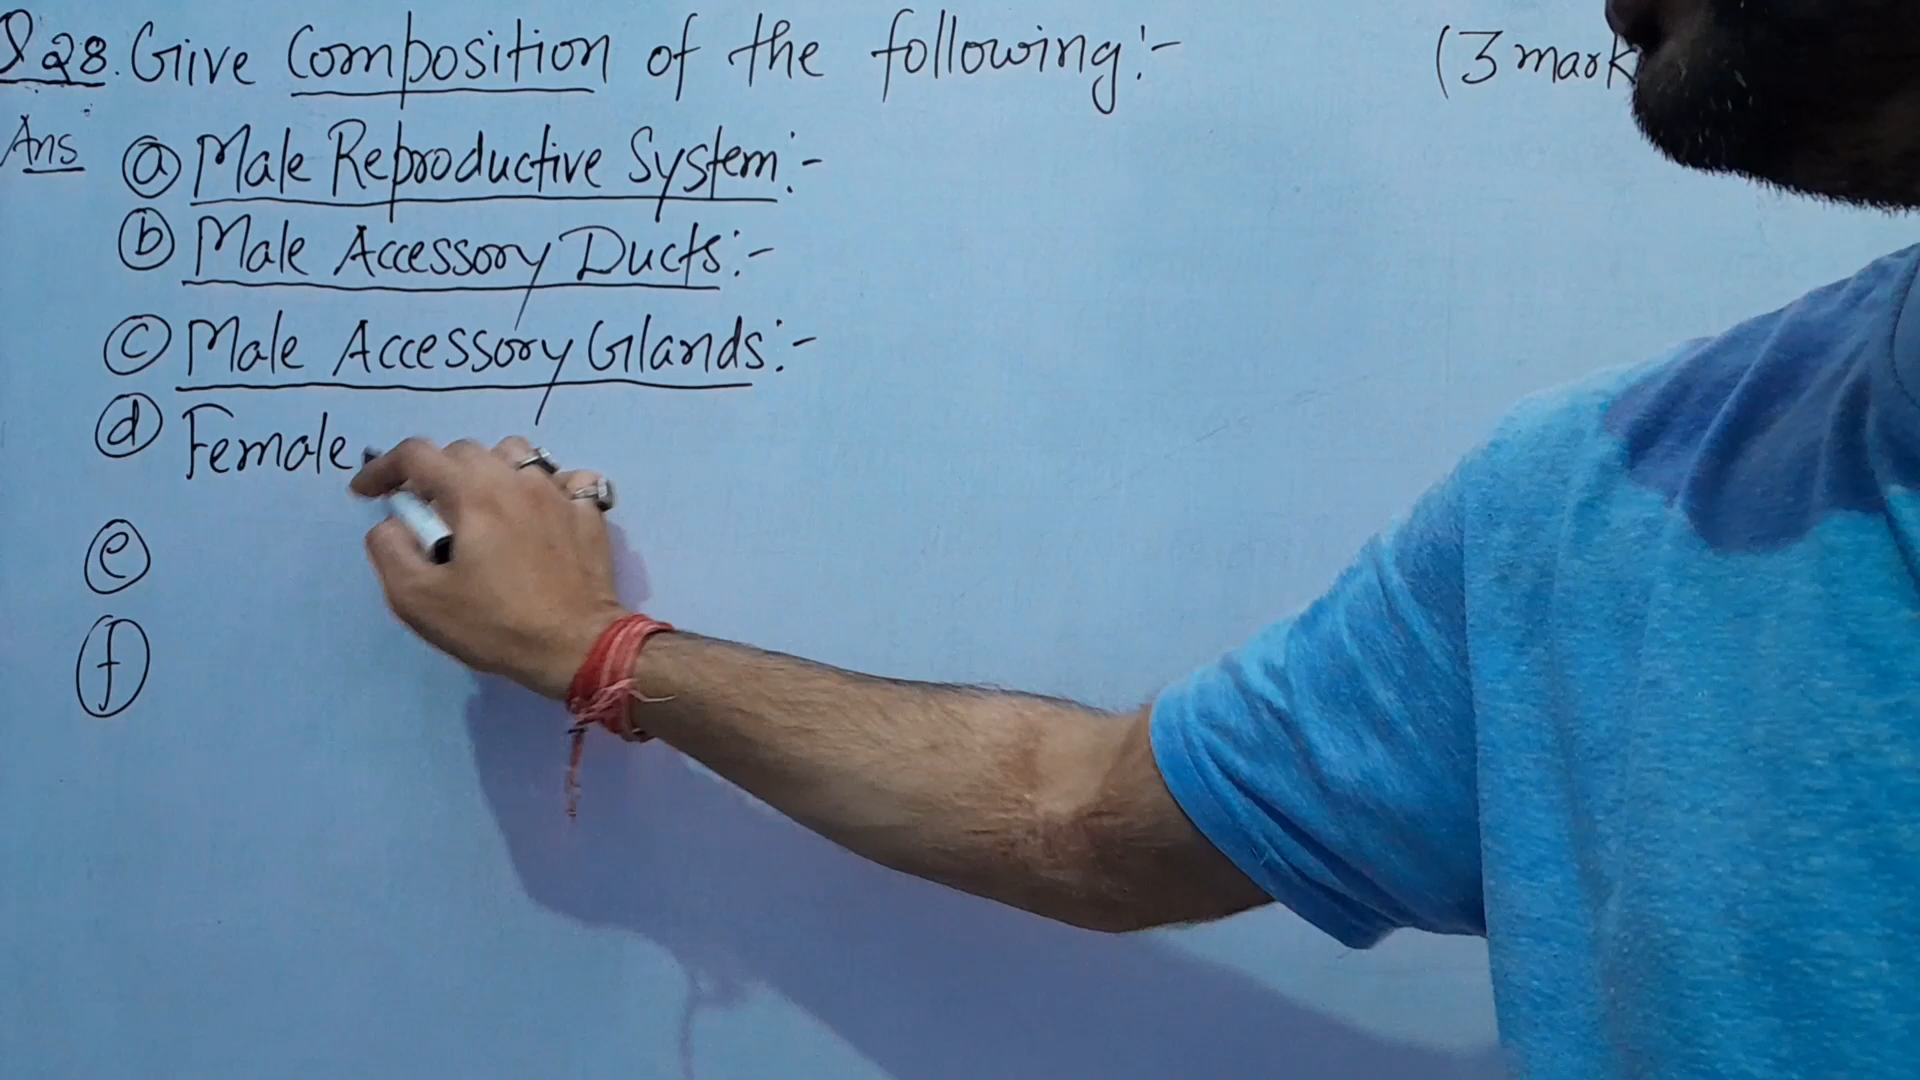 Q28. Give Composition of the following:- (3 mark
Ans (a) Male Reproductive System:-
(b) Male Accessory Ducts:-
(c) Male Accessory Glands:-
(d) Female
(e)
(f)